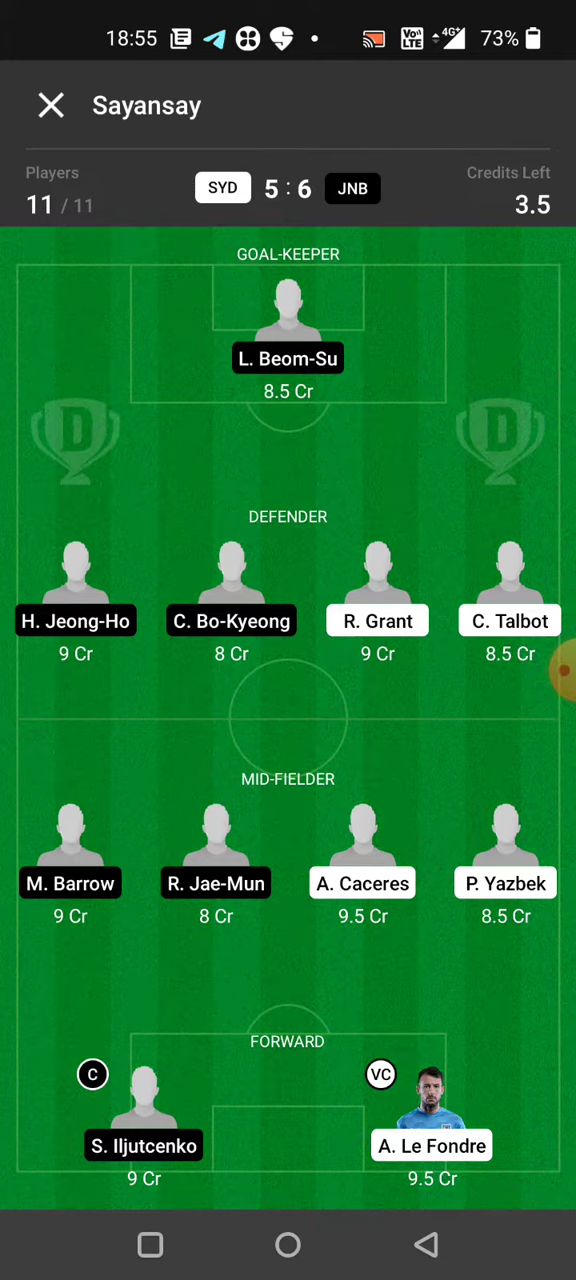 18:55
VoD LTE 4G+ 73%
Sayansay
Players
Credits Left
11 / 11
SYD 5 : 6 JNB
3.5
GOAL-KEEPER
L. Beom-Su
8.5 Cr
D D
DEFENDER
H. Jeong-Ho C. Bo-Kyeong R. Grant C. Talbot
9 Cr 8 Cr 9 Cr 8.5 Cr
MID-FIELDER
M. Barrow R. Jae-Mun A. Caceres P. Yazbek
9 Cr 8 Cr 9.5 Cr 8.5 Cr
FORWARD
C VC
S. Iljutcenko A. Le Fondre
9 Cr 9.5 Cr